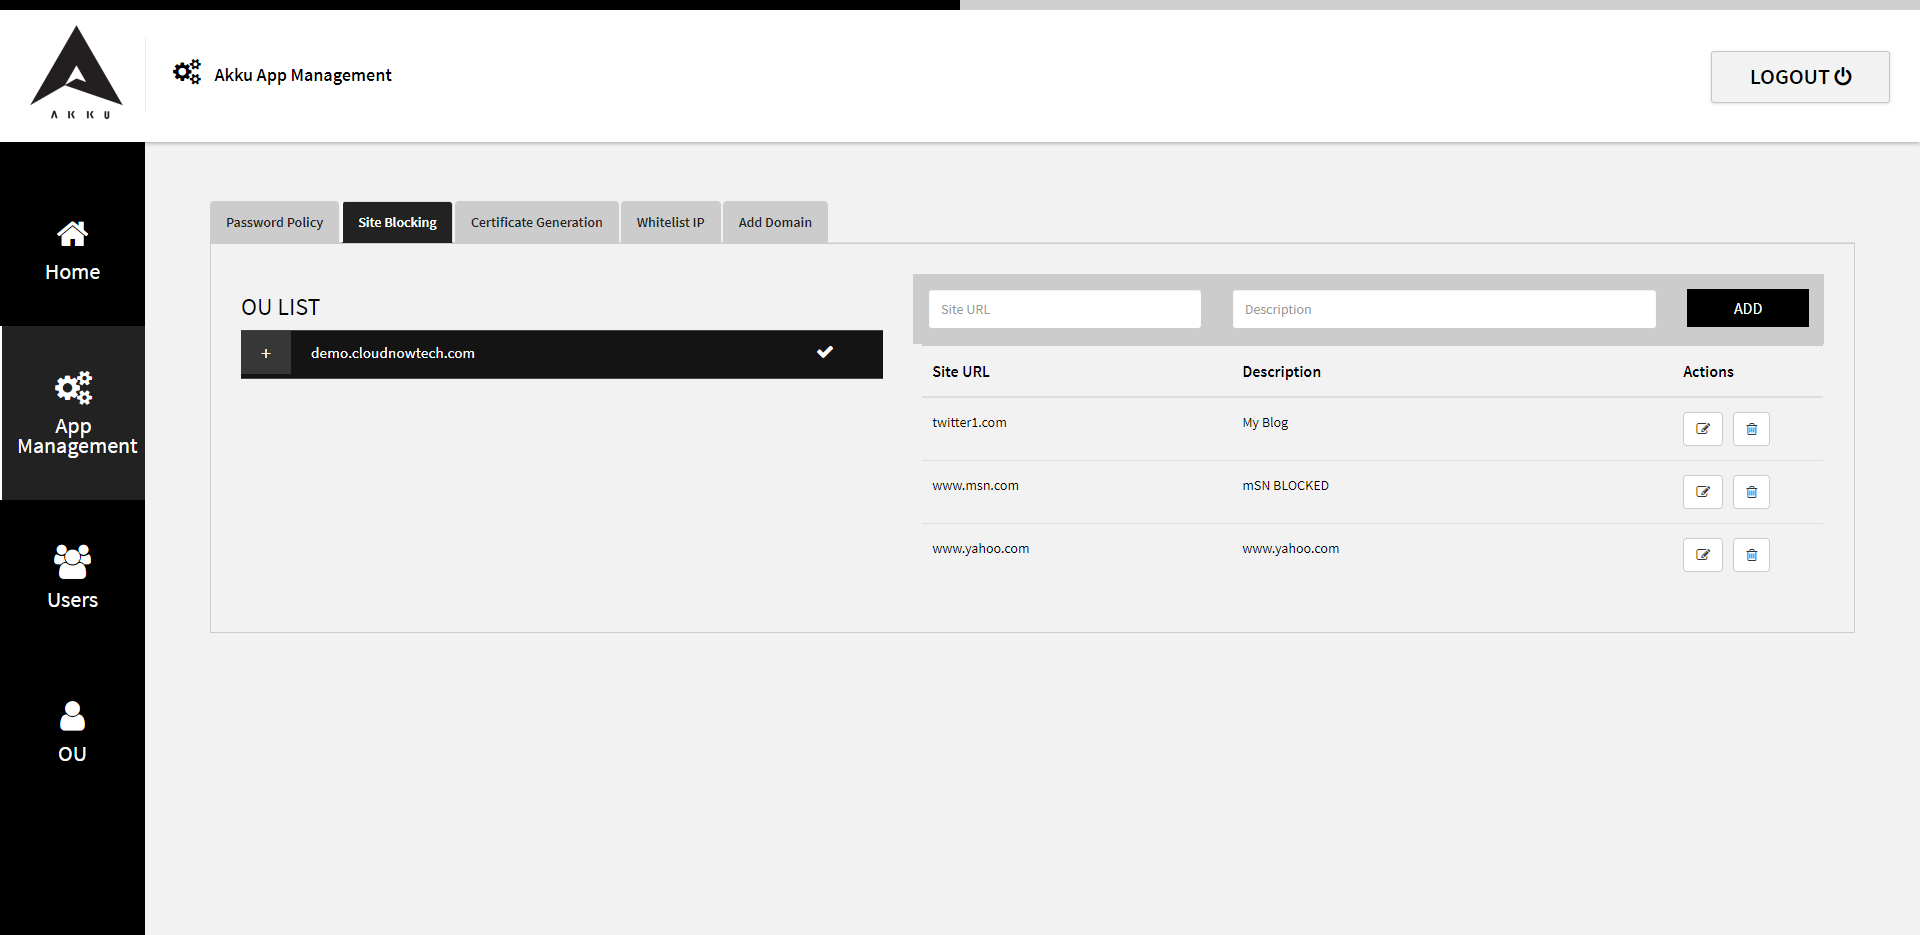 AKKU
Akku App Management
LOGOUT
Home
App
Management
Users
OU
Password Policy
Site Blocking
Certificate Generation
Whitelist IP
Add Domain
OU LIST
+ demo.cloudnowtech.com
Site URL
Description
ADD
Site URL Description Actions
twitter1.com My Blog
www.msn.com mSN BLOCKED
www.yahoo.com www.yahoo.com